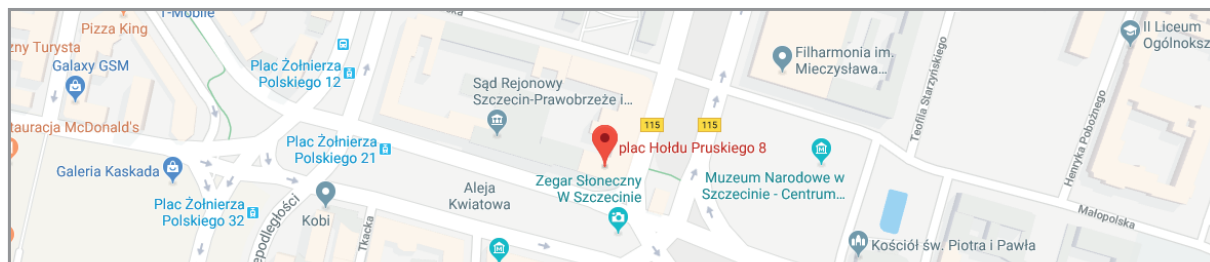 T-Mobile
Pizza King
zny Turysta
Galaxy GSM
Plac Żołnierza
Polskiego 12
Sąd Rejonowy
Szczecin-Prawobrzeże i...
Filharmonia im.
Mieczysława...
II Liceum
Ogólnoksz
Teofila Starzyńskiego
Henryka Pobożnego
stauracja McDonald's
115
115
Plac Żołnierza
Polskiego 21
plac Hołdu Pruskiego 8
Galeria Kaskada
Zegar Słoneczny
W Szczecinie
Muzeum Narodowe w
Szczecinie - Centrum...
Aleja
Kwiatowa
Plac Żołnierza
Polskiego 32
Kobi
epodległości
Tkacka
Małopolska
Kościół św. Piotra i Pawła